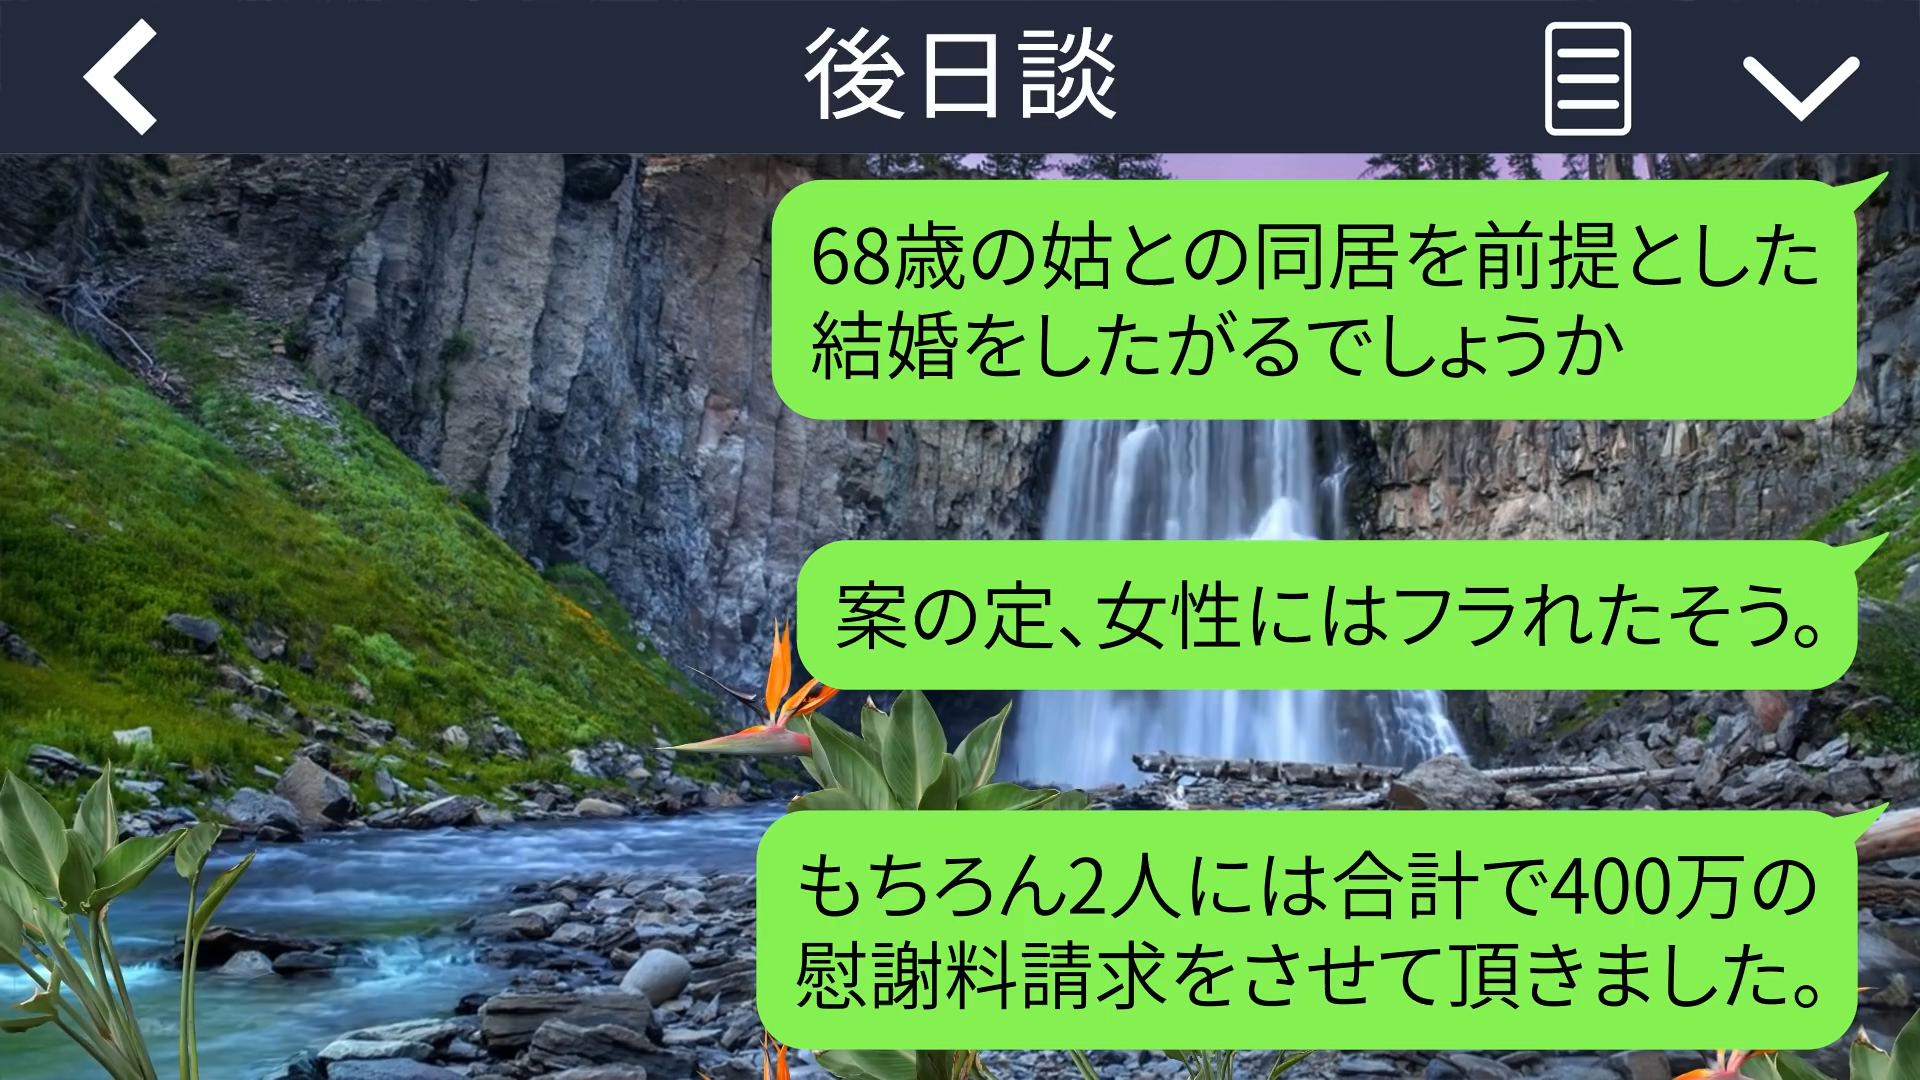 後日談
68歳の姑との同居を前提とした
結婚をしたがるでしょうか
案の定、女性にはフラれたそう。
もちろん2人には合計で400万の
慰謝料請求をさせて頂きました。